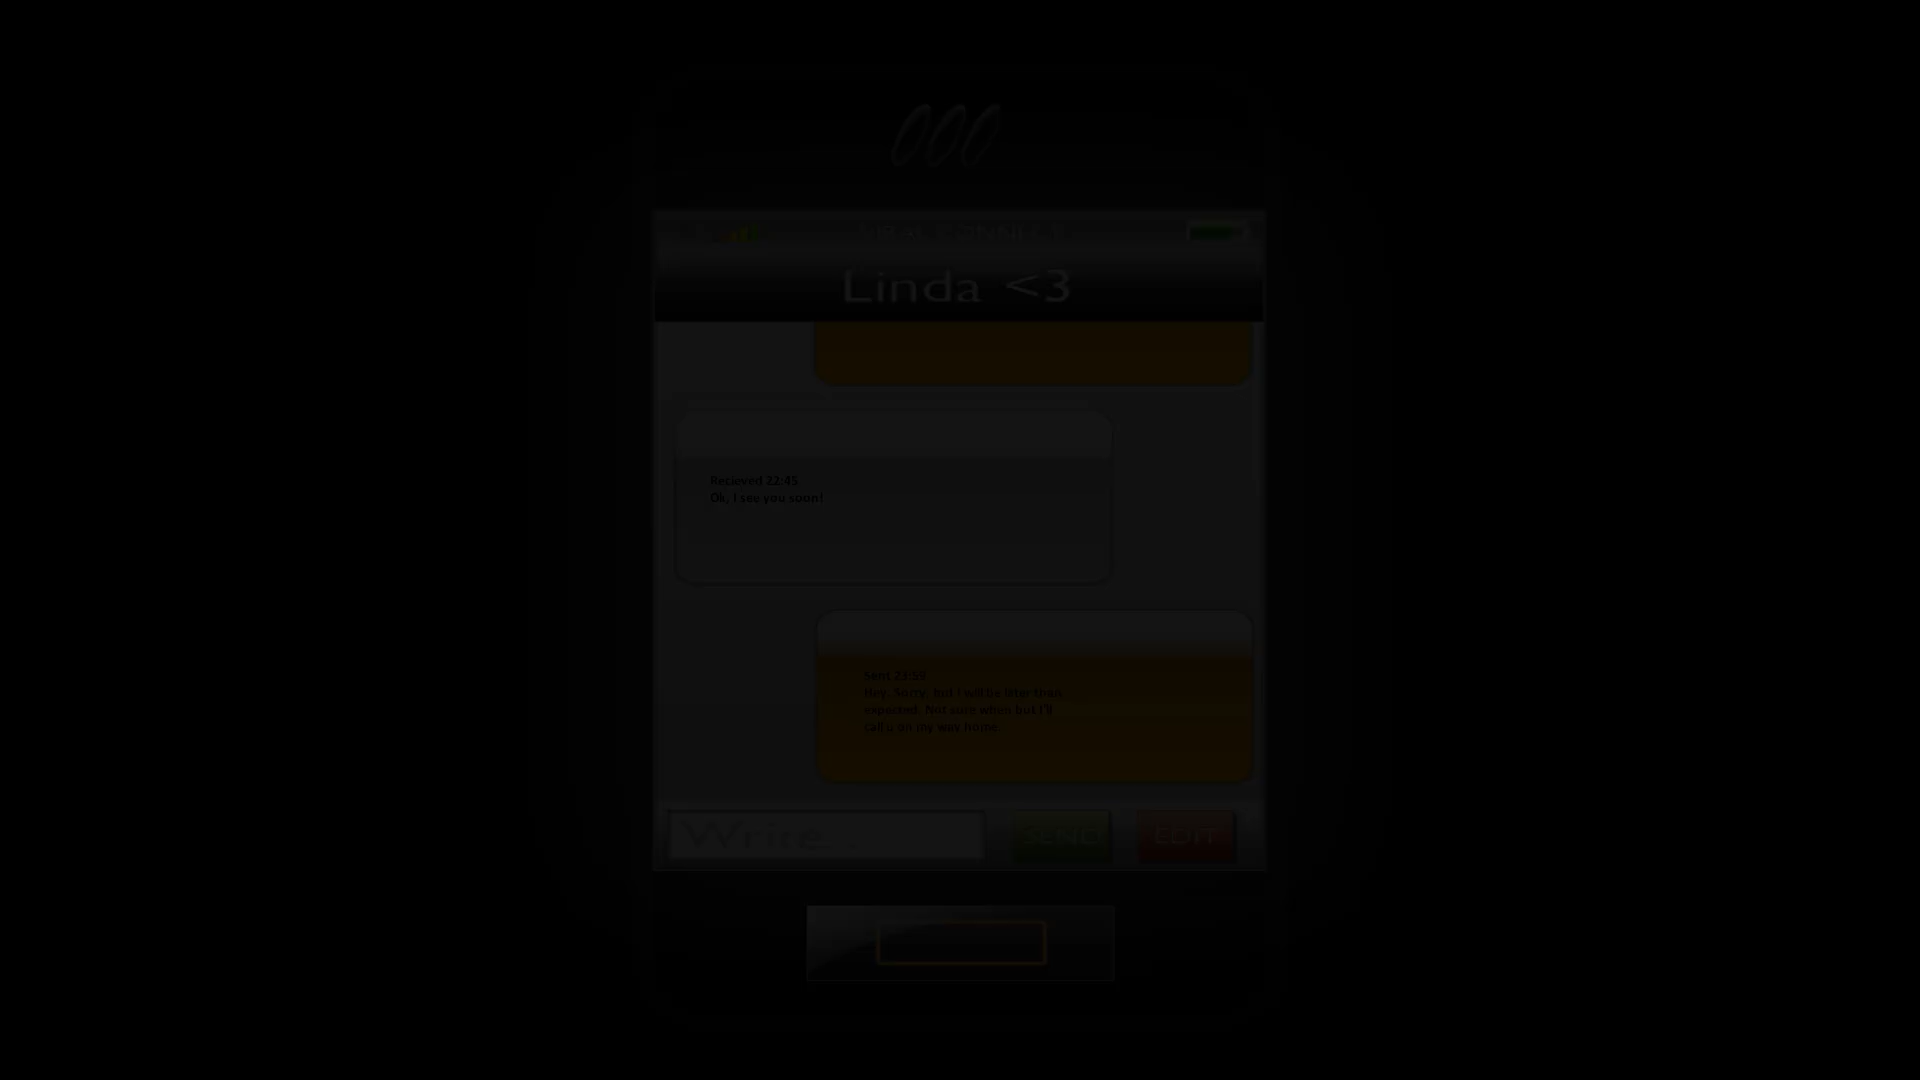 Linda <3
Recieved 22:45
Ok, I see you soon!
Sent 23:59
Hey. Sorry, but I will be later than
expected. Not sure when but I'll
call u on my way home.
Write...
SEND
EDIT